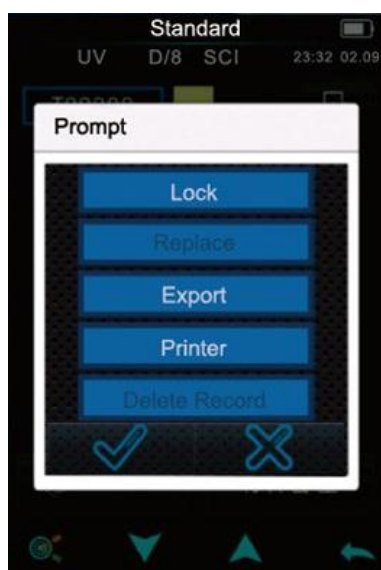 Standard
UV D/8 SCI 23:32 02.09
Prompt
Lock
Replace
Export
Printer
Delete Record